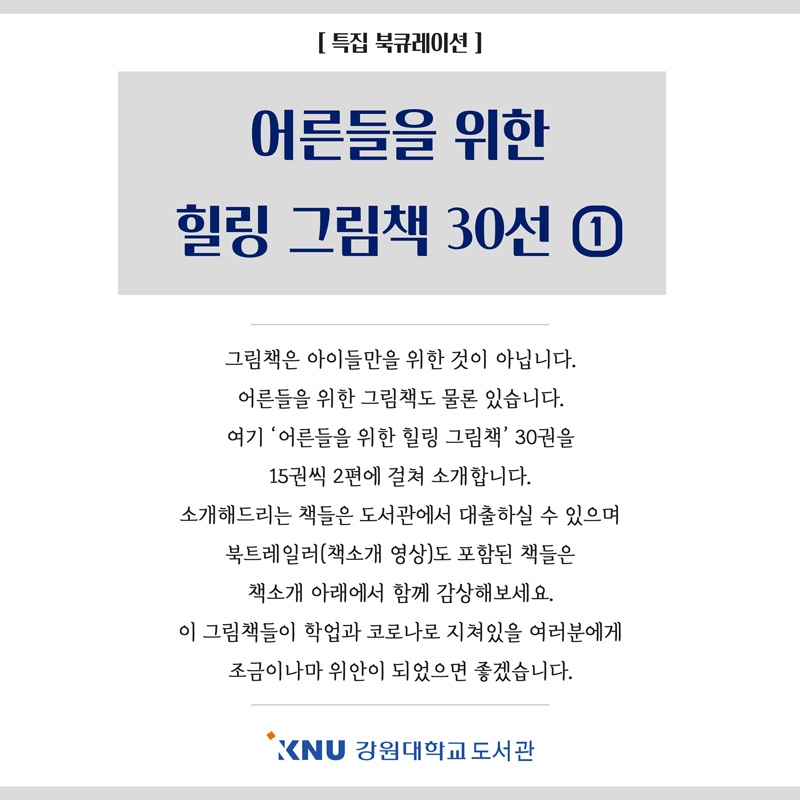 [ 특집 북큐레이션 ]
어른들을 위한
힐링 그림책 30선 ①
그림책은 아이들만을 위한 것이 아닙니다.
어른들을 위한 그림책도 물론 있습니다.
여기 ‘어른들을 위한 힐링 그림책’ 30권을
15권씩 2편에 걸쳐 소개합니다.
소개해드리는 책들은 도서관에서 대출하실 수 있으며
북트레일러(책소개 영상)도 포함된 책들은
책소개 아래에서 함께 감상해보세요.
이 그림책들이 학업과 코로나로 지쳐있을 여러분에게
조금이나마 위안이 되었으면 좋겠습니다.
KNU 강원대학교 도서관